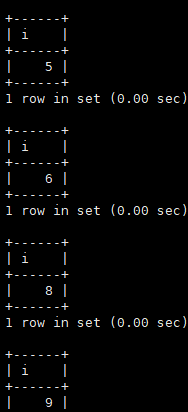 +------+
| i    |
+------+
|    5 |
+------+
1 row in set (0.00 sec)
+------+
| i    |
+------+
|    6 |
+------+
1 row in set (0.00 sec)
+------+
| i    |
+------+
|    8 |
+------+
1 row in set (0.00 sec)
+------+
| i    |
+------+
|    9 |